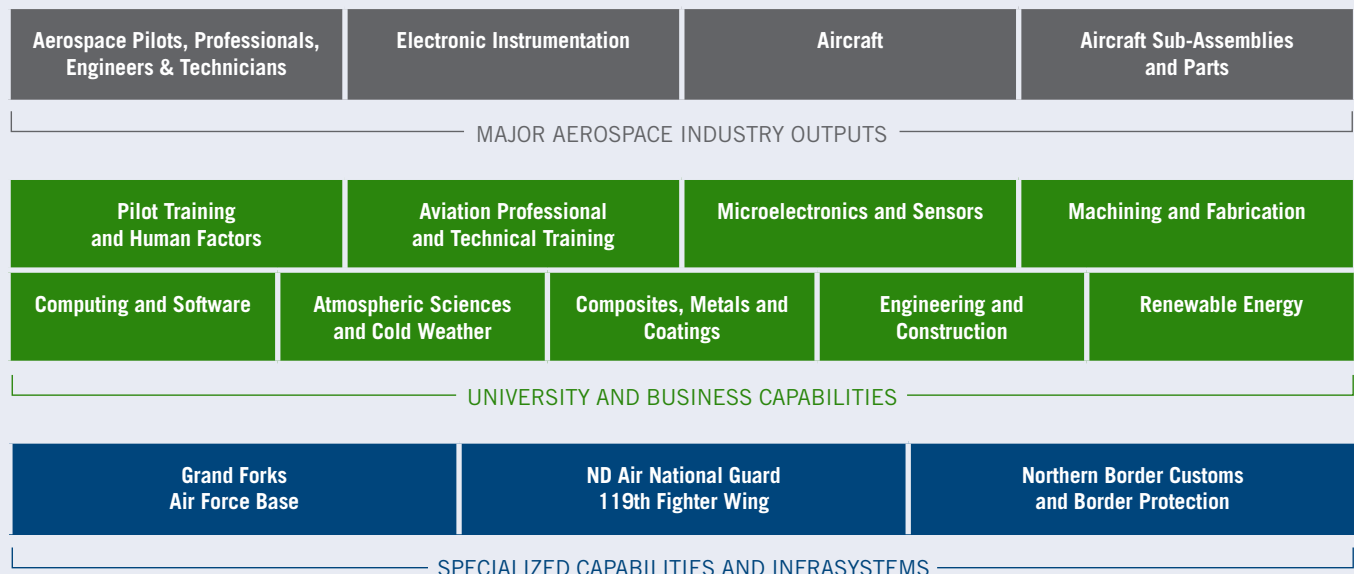 Aerospace Pilots, Professionals,
Engineers & Technicians
Electronic Instrumentation
Aircraft
Aircraft Sub-Assemblies
and Parts
MAJOR AEROSPACE INDUSTRY OUTPUTS
Pilot Training
and Human Factors
Aviation Professional
and Technical Training
Microelectronics and Sensors
Machining and Fabrication
Computing and Software
Atmospheric Sciences
and Cold Weather
Composites, Metals and
Coatings
Engineering and
Construction
Renewable Energy
UNIVERSITY AND BUSINESS CAPABILITIES
Grand Forks
Air Force Base
ND Air National Guard
119th Fighter Wing
Northern Border Customs
and Border Protection
SPECIALIZED CAPABILITIES AND INFRASYSTEMS